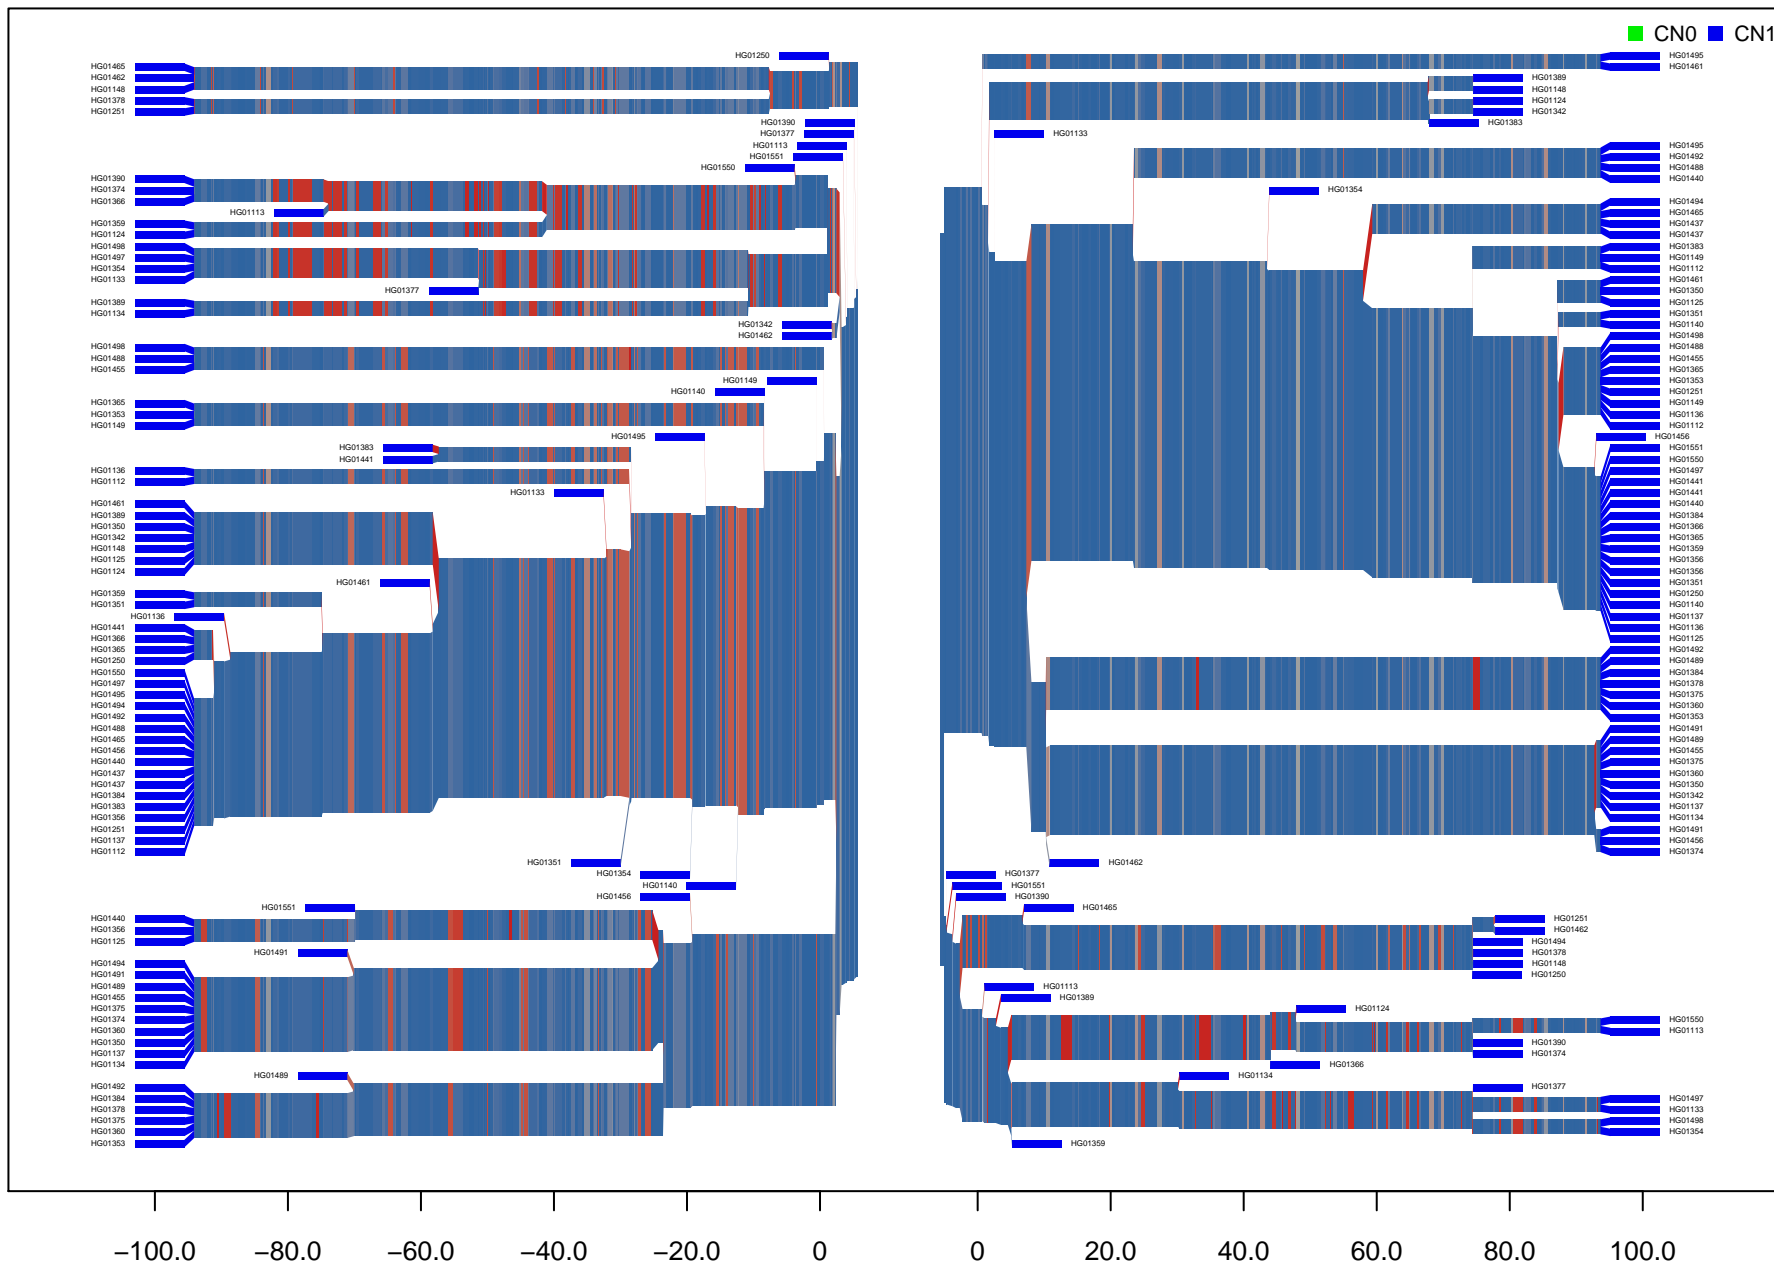 CN0 CN1
HG01250
HG01465
HG01462
HG01148
HG01378
HG01251
HG01390
HG01377
HG01113
HG01551
HG01550
HG01390
HG01374
HG01366
HG01113
HG01359
HG01124
HG01498
HG01497
HG01354
HG01133
HG01377
HG01389
HG01134
HG01342
HG01462
HG01498
HG01488
HG01455
HG01149
HG01140
HG01365
HG01353
HG01149
HG01495
HG01383
HG01441
HG01136
HG01112
HG01133
HG01461
HG01389
HG01350
HG01342
HG01148
HG01125
HG01124
HG01461
HG01359
HG01351
HG01136
HG01441
HG01366
HG01365
HG01250
HG01550
HG01497
HG01495
HG01494
HG01492
HG01488
HG01465
HG01456
HG01440
HG01437
HG01437
HG01384
HG01383
HG01356
HG01251
HG01137
HG01112
HG01351
HG01354
HG01140
HG01456
HG01551
HG01440
HG01356
HG01125
HG01491
HG01494
HG01491
HG01489
HG01455
HG01375
HG01374
HG01360
HG01350
HG01137
HG01134
HG01489
HG01492
HG01384
HG01378
HG01375
HG01360
HG01353
HG01495
HG01461
HG01389
HG01148
HG01124
HG01342
HG01383
HG01133
HG01495
HG01492
HG01488
HG01440
HG01354
HG01494
HG01465
HG01437
HG01437
HG01383
HG01149
HG01112
HG01461
HG01350
HG01125
HG01351
HG01140
HG01498
HG01488
HG01455
HG01365
HG01353
HG01251
HG01149
HG01136
HG01112
HG01456
HG01551
HG01550
HG01497
HG01441
HG01441
HG01440
HG01384
HG01366
HG01365
HG01359
HG01356
HG01356
HG01351
HG01250
HG01140
HG01137
HG01136
HG01125
HG01492
HG01489
HG01384
HG01378
HG01375
HG01360
HG01353
HG01491
HG01489
HG01455
HG01375
HG01360
HG01350
HG01342
HG01137
HG01134
HG01491
HG01456
HG01374
HG01462
HG01377
HG01551
HG01390
HG01465
HG01251
HG01462
HG01494
HG01378
HG01148
HG01250
HG01113
HG01389
HG01124
HG01550
HG01113
HG01390
HG01374
HG01366
HG01134
HG01377
HG01497
HG01133
HG01498
HG01354
HG01359
−100.0 −80.0 −60.0 −40.0 −20.0 0 0 20.0 40.0 60.0 80.0 100.0